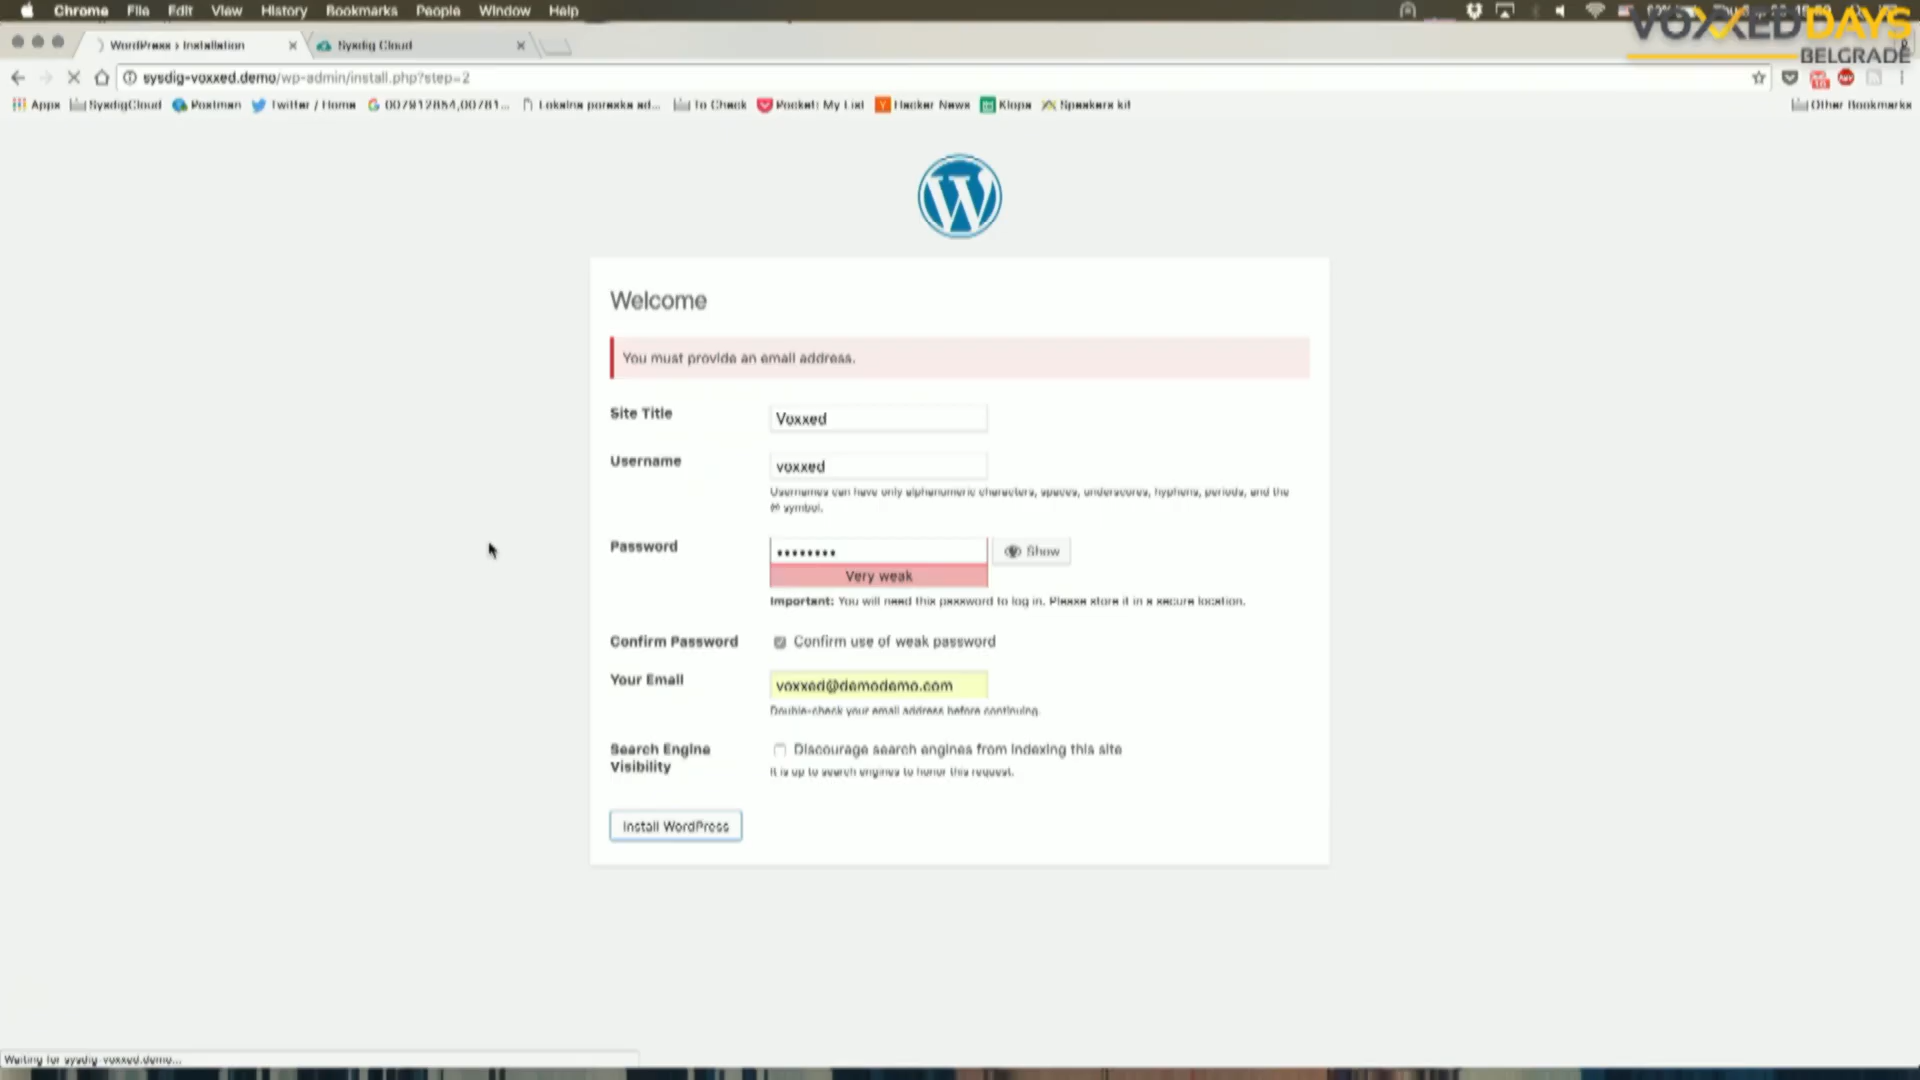 Chrome File Edit View History Bookmarks People Window Help
VOXXED DAYS
BELGRADE
WordPress › Installation
Sysdig Cloud
sysdig-voxxed.demo/wp-admin/install.php?step=2
Apps SysdigCloud Postman Twitter / Home To Check Pocket: My List Hacker News Klopa Speakers kit Other Bookmarks
Welcome
You must provide an email address.
Site Title
Voxxed
Username
voxxed
Usernames can have only alphanumeric characters, spaces, underscores, hyphens, periods, and the
@ symbol.
Password
••••••••
Show
Very weak
Important: You will need this password to log in. Please store it in a secure location.
Confirm Password
Confirm use of weak password
Your Email
voxxed@demodemo.com
Double-check your email address before continuing.
Search Engine
Visibility
Discourage search engines from indexing this site
It is up to search engines to honor this request.
Install WordPress
Waiting for sysdig-voxxed.demo...